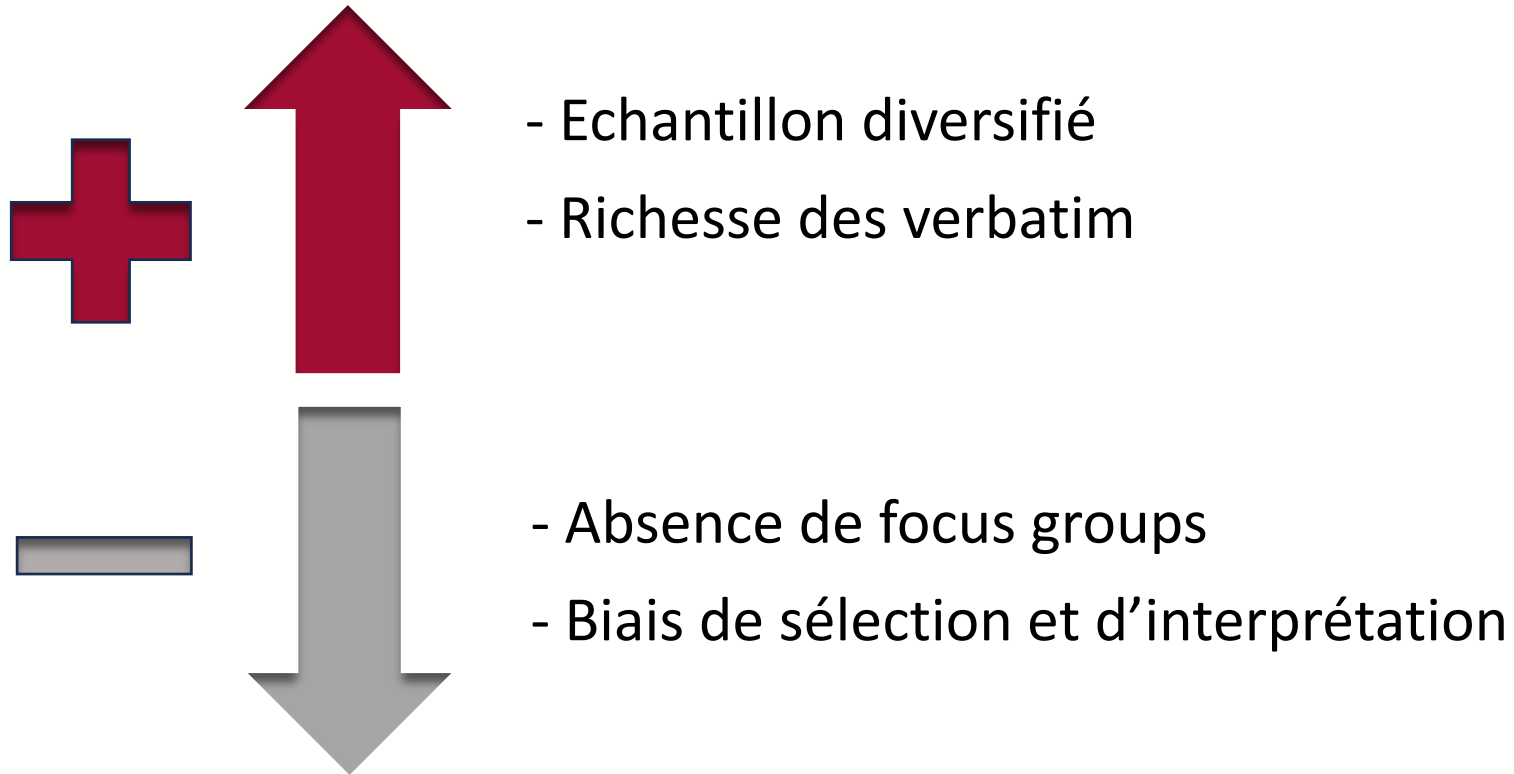 - Echantillon diversifié
- Richesse des verbatim
- Absence de focus groups
- Biais de sélection et d’interprétation